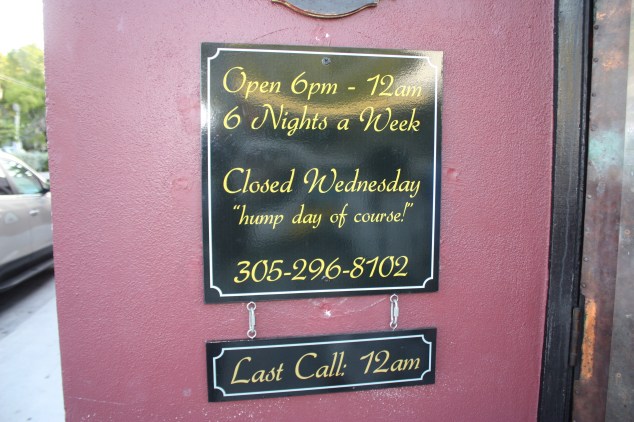 Open 6pm - 12am
6 Nights a Week
Closed Wednesday
"hump day of course!"
305-296-8102
Last Call: 12am